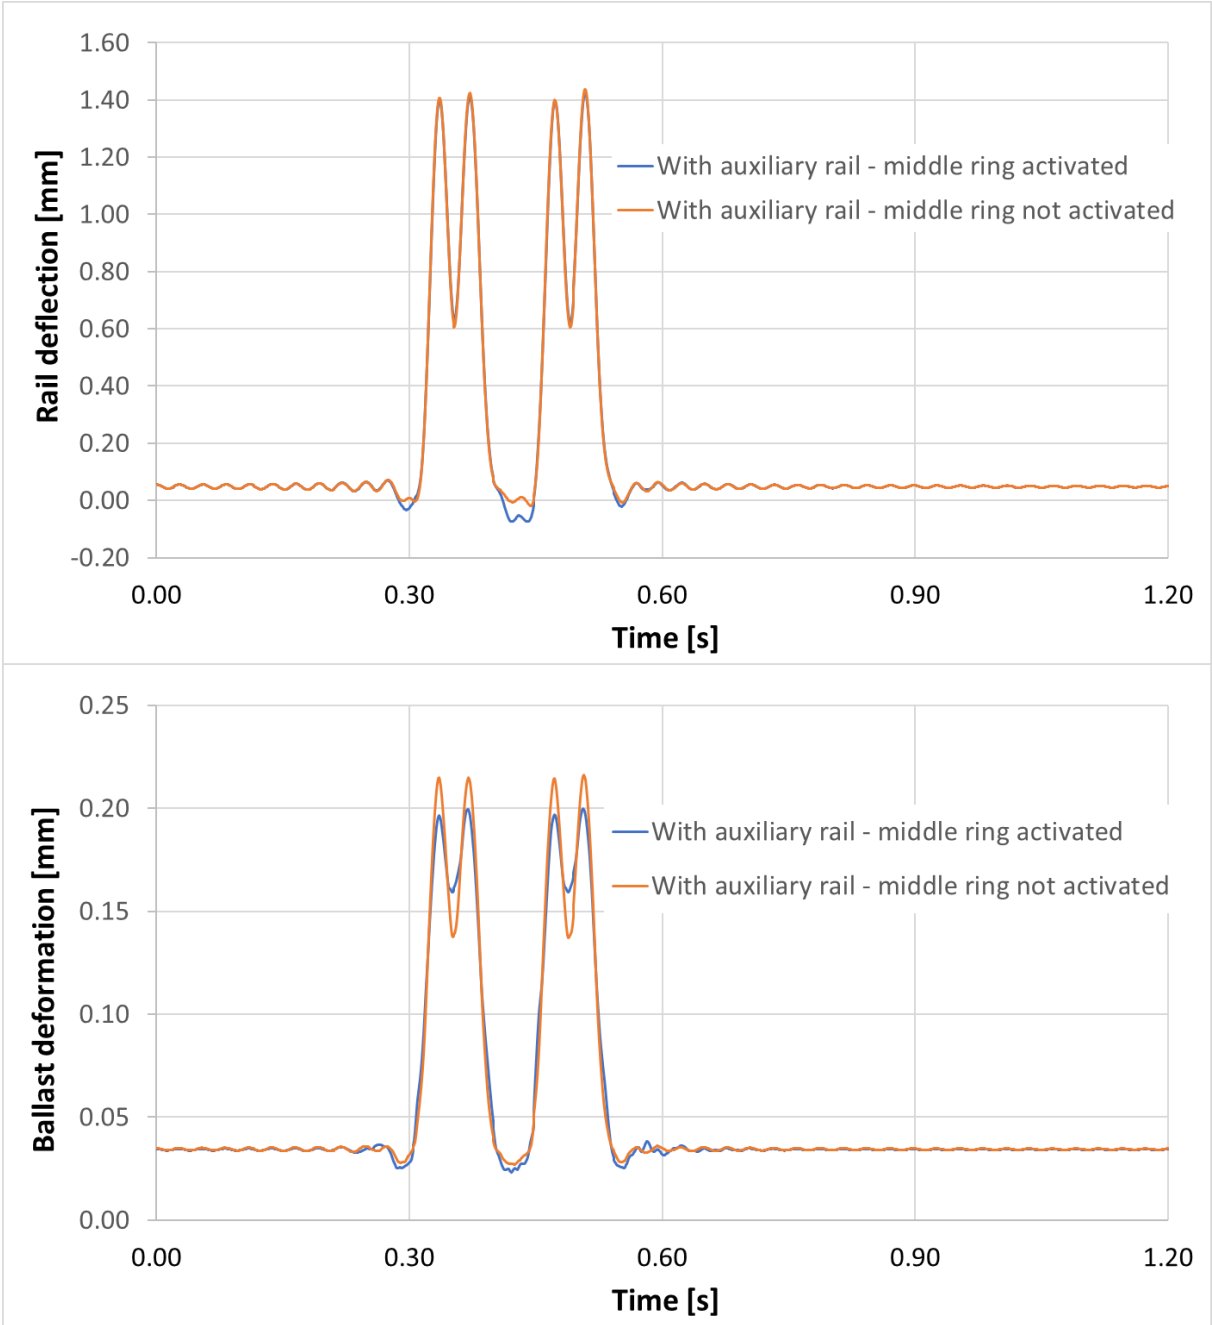 1.60
1.40
1.20
1.00
0.80
0.60
0.40
0.20
0.00
-0.20
Rail deflection [mm]
With auxiliary rail - middle ring activated
With auxiliary rail - middle ring not activated
0.00 0.30 0.60 0.90 1.20
Time [s]
0.25
0.20
0.15
0.10
0.05
0.00
Ballast deformation [mm]
With auxiliary rail - middle ring activated
With auxiliary rail - middle ring not activated
0.00 0.30 0.60 0.90 1.20
Time [s]